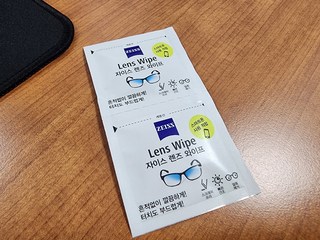 ZEISS
Lens Wipe
자이스 렌즈 와이프
흔적없이 깔끔하게!
터치도 부드럽게!
ZEISS
Lens Wipe
자이스 렌즈 와이프
흔적없이 깔끔하게!
터치도 부드럽게!